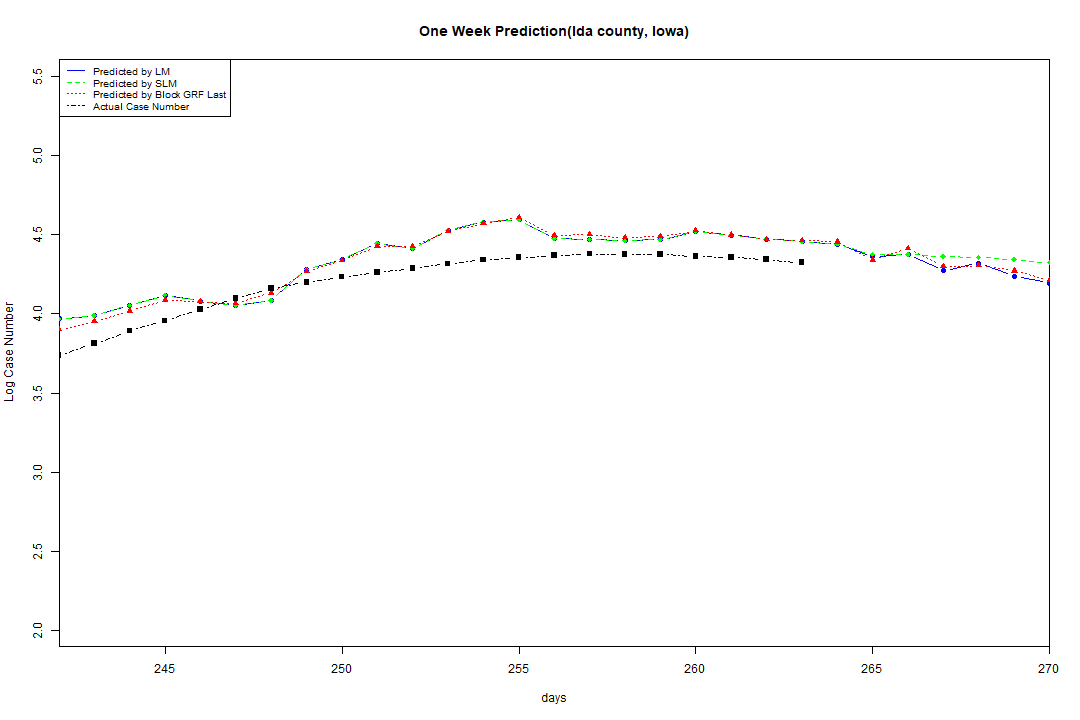 One Week Prediction(Ida county, Iowa)
Predicted by LM
Predicted by SLM
Predicted by Block GRF Last
Actual Case Number
5.5
5.0
4.5
4.0
3.5
3.0
2.5
2.0
Log Case Number
245 250 255 260 265 270
days